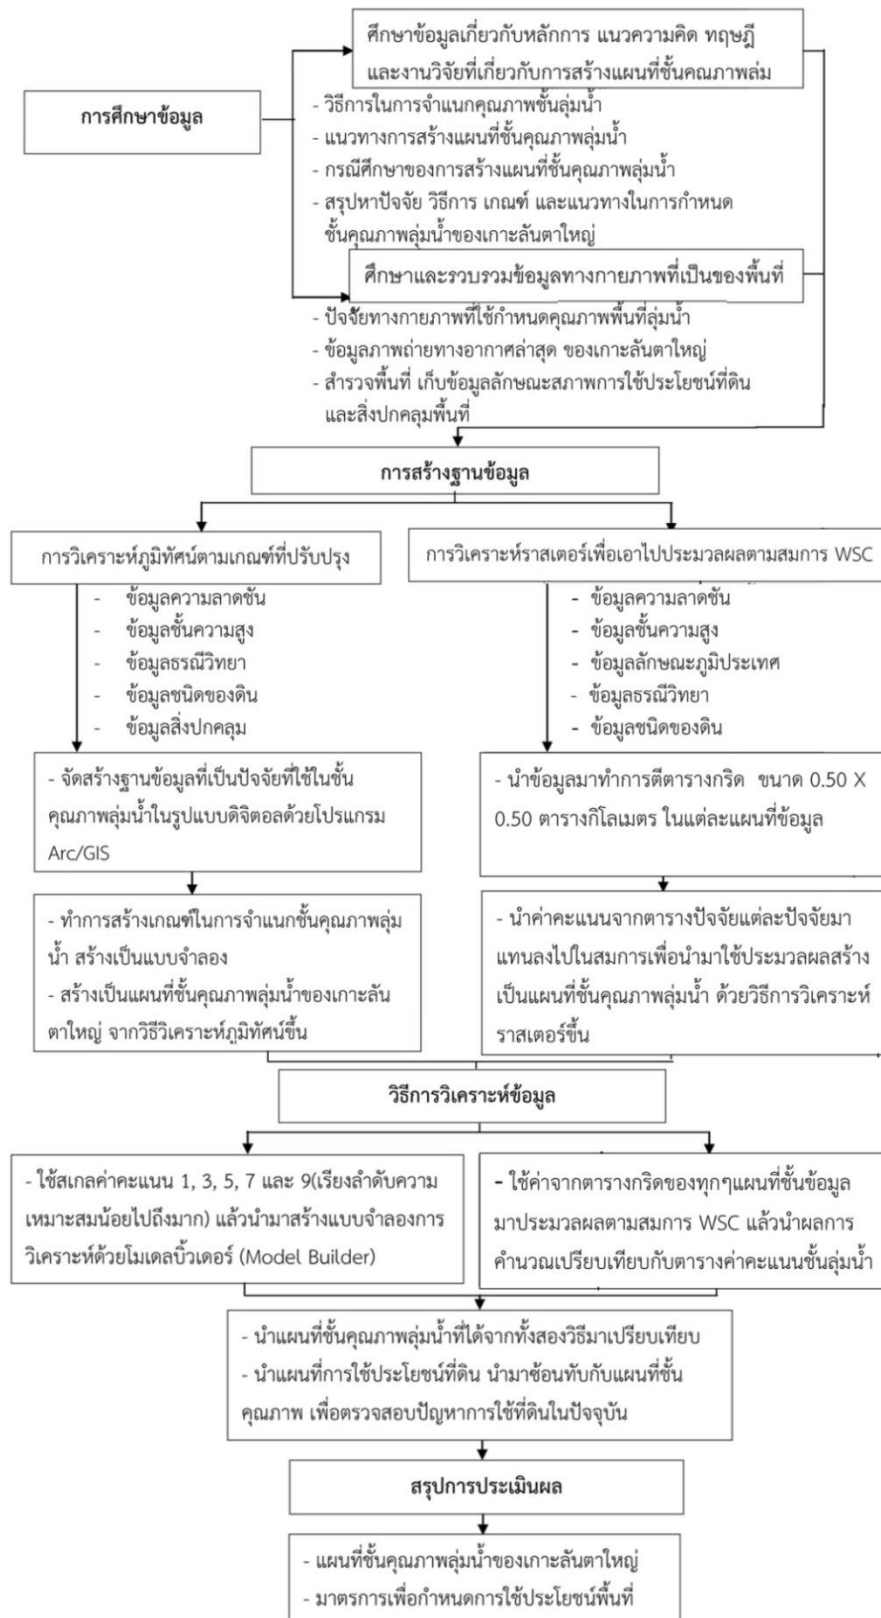 ศึกษาข้อมูลเกี่ยวกับหลักการ แนวความคิด ทฤษฎี
และงานวิจัยที่เกี่ยวกับการสร้างแผนที่ชั้นคณภาพล่ม
การศึกษาข้อมูล
- วิธีการในการจำแนกคุณภาพชั้นลุ่มน้ำ
- แนวทางการสร้างแผนที่ชั้นคุณภาพลุ่มน้ำ
- กรณีศึกษาของการสร้างแผนที่ชั้นคุณภาพลุ่มน้ำ
- สรุปหาปัจจัย วิธีการ เกณฑ์ และแนวทางในการกำหนด
ชั้นคุณภาพลุ่มน้ำของเกาะลันตาใหญ่
ศึกษาและรวบรวมข้อมูลทางกายภาพที่เป็นของพื้นที่
- ปัจจัยทางกายภาพที่ใช้กำหนดคุณภาพพื้นที่ลุ่มน้ำ
- ข้อมูลภาพถ่ายทางอากาศล่าสุด ของเกาะลันตาใหญ่
- สำรวจพื้นที่ เก็บข้อมูลลักษณะสภาพการใช้ประโยชน์ที่ดิน
และสิ่งปกคลุมพื้นที่
การสร้างฐานข้อมูล
การวิเคราะห์ภูมิทัศน์ตามเกณฑ์ที่ปรับปรุง
- ข้อมูลความลาดชัน
- ข้อมูลชั้นความสูง
- ข้อมูลธรณีวิทยา
- ข้อมูลชนิดของดิน
- ข้อมูลสิ่งปกคลุม
การวิเคราะห์ราสเตอร์เพื่อเอาไปประมวลผลตามสมการ WSC
- ข้อมูลความลาดชัน
- ข้อมูลชั้นความสูง
- ข้อมูลลักษณะภูมิประเทศ
- ข้อมูลธรณีวิทยา
- ข้อมูลชนิดของดิน
- จัดสร้างฐานข้อมูลที่เป็นปัจจัยที่ใช้ในชั้น
คุณภาพลุ่มน้ำในรูปแบบดิจิตอลด้วยโปรแกรม
Arc/GIS
- นำข้อมูลมาทำการตีตารางกริด ขนาด 0.50 X
0.50 ตารางกิโลเมตร ในแต่ละแผนที่ข้อมูล
- ทำการสร้างเกณฑ์ในการจำแนกชั้นคุณภาพลุ่ม
น้ำ สร้างเป็นแบบจำลอง
- สร้างเป็นแผนที่ชั้นคุณภาพลุ่มน้ำของเกาะลัน
ตาใหญ่ จากวิธีวิเคราะห์ภูมิทัศน์ขึ้น
- นำค่าคะแนนจากตารางปัจจัยแต่ละปัจจัยมา
แทนลงไปในสมการเพื่อนำมาใช้ประมวลผลสร้าง
เป็นแผนที่ชั้นคุณภาพลุ่มน้ำ ด้วยวิธีการวิเคราะห์
ราสเตอร์ขึ้น
วิธีการวิเคราะห์ข้อมูล
- ใช้สเกลค่าคะแนน 1, 3, 5, 7 และ 9(เรียงลำดับความ
เหมาะสมน้อยไปถึงมาก) แล้วนำมาสร้างแบบจำลองการ
วิเคราะห์ด้วยโมเดลบิ้วเดอร์ (Model Builder)
- ใช้ค่าจากตารางกริดของทุกๆแผนที่ชั้นข้อมูล
มาประมวลผลตามสมการ WSC แล้วนำผลการ
คำนวณเปรียบเทียบกับตารางค่าคะแนนชั้นลุ่มน้ำ
- นำแผนที่ชั้นคุณภาพลุ่มน้ำที่ได้จากทั้งสองวิธีมาเปรียบเทียบ
- นำแผนที่การใช้ประโยชน์ที่ดิน นำมาซ้อนทับกับแผนที่ชั้น
คุณภาพ เพื่อตรวจสอบปัญหาการใช้ที่ดินในปัจจุบัน
สรุปการประเมินผล
- แผนที่ชั้นคุณภาพลุ่มน้ำของเกาะลันตาใหญ่
- มาตรการเพื่อกำหนดการใช้ประโยชน์พื้นที่